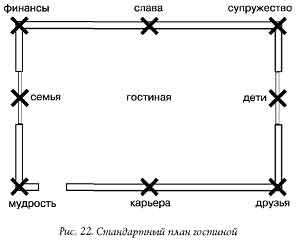 финансы слава супружество
семья гостиная дети
мудрость карьера друзья
Рис. 22. Стандартный план гостиной